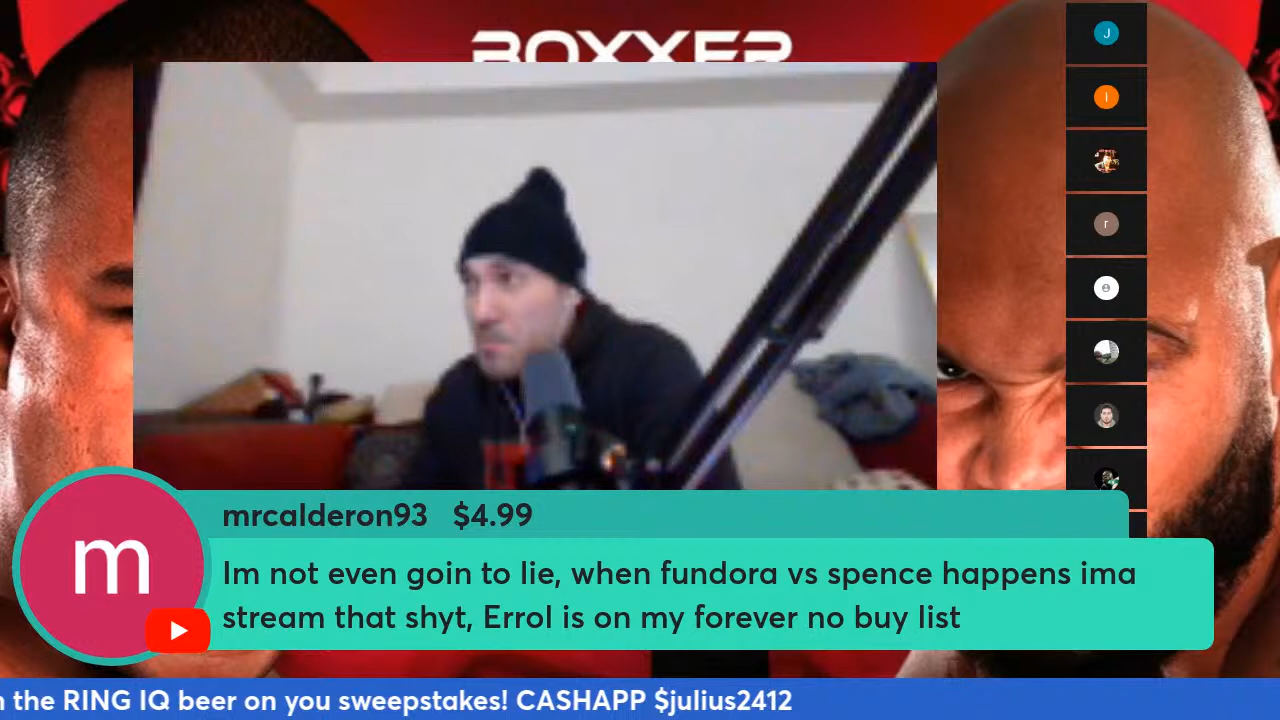 BOXXER
J
I
r
mrcalderon93 $4.99
m
Im not even goin to lie, when fundora vs spence happens ima
stream that shyt, Errol is on my forever no buy list
the RING IQ beer on you sweepstakes! CASHAPP $julius2412